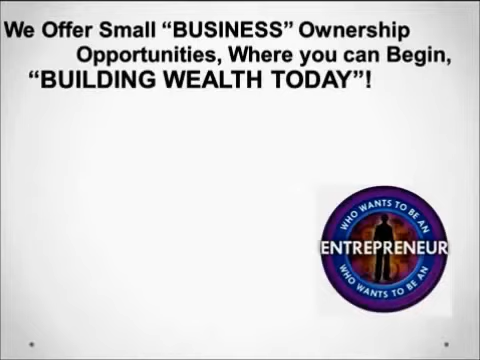 We Offer Small “BUSINESS” Ownership
Opportunities, Where you can Begin,
“BUILDING WEALTH TODAY”!
WHO WANTS TO BE AN
ENTREPRENEUR
WHO WANTS TO BE AN